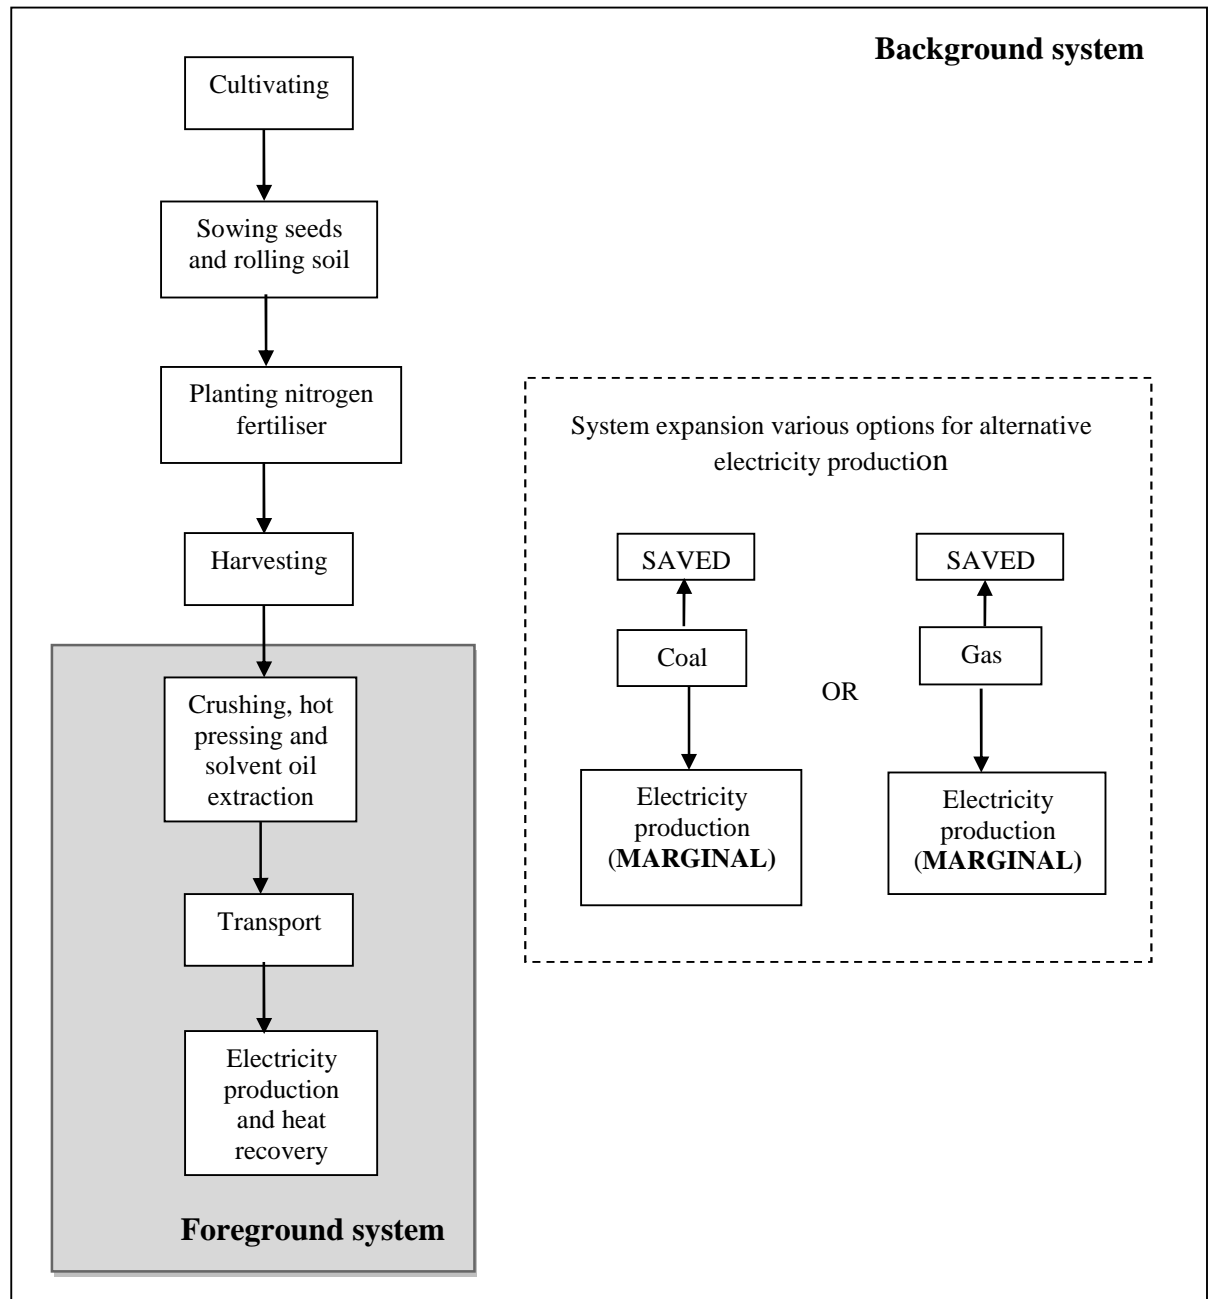 Background system
Cultivating
Sowing seeds
and rolling soil
Planting nitrogen
fertiliser
Harvesting
Crushing, hot
pressing and
solvent oil
extraction
Transport
Electricity
production
and heat
recovery
Foreground system
System expansion various options for alternative
electricity production
SAVED
Coal
Electricity
production
(MARGINAL)
OR
SAVED
Gas
Electricity
production
(MARGINAL)